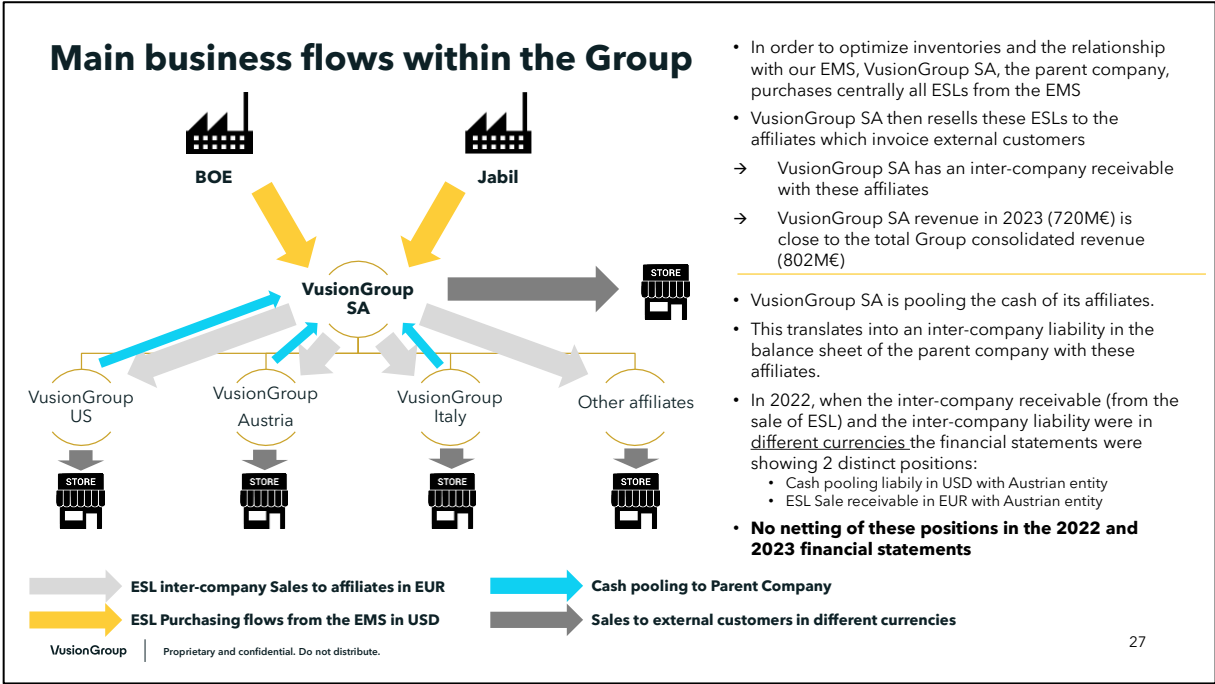 Main business flows within the Group
BOE
Jabil
VusionGroup
SA
STORE
VusionGroup
US
VusionGroup
Austria
VusionGroup
Italy
Other affiliates
STORE
STORE
STORE
STORE
• In order to optimize inventories and the relationship
with our EMS, VusionGroup SA, the parent company,
purchases centrally all ESLs from the EMS
• VusionGroup SA then resells these ESLs to the
affiliates which invoice external customers
→ VusionGroup SA has an inter-company receivable
with these affiliates
→ VusionGroup SA revenue in 2023 (720M€) is
close to the total Group consolidated revenue
(802M€)
• VusionGroup SA is pooling the cash of its affiliates.
• This translates into an inter-company liability in the
balance sheet of the parent company with these
affiliates.
• In 2022, when the inter-company receivable (from the
sale of ESL) and the inter-company liability were in
different currencies the financial statements were
showing 2 distinct positions:
• Cash pooling liabily in USD with Austrian entity
• ESL Sale receivable in EUR with Austrian entity
• No netting of these positions in the 2022 and
2023 financial statements
ESL inter-company Sales to affiliates in EUR
Cash pooling to Parent Company
ESL Purchasing flows from the EMS in USD
Sales to external customers in different currencies
VusionGroup
Proprietary and confidential. Do not distribute.
27